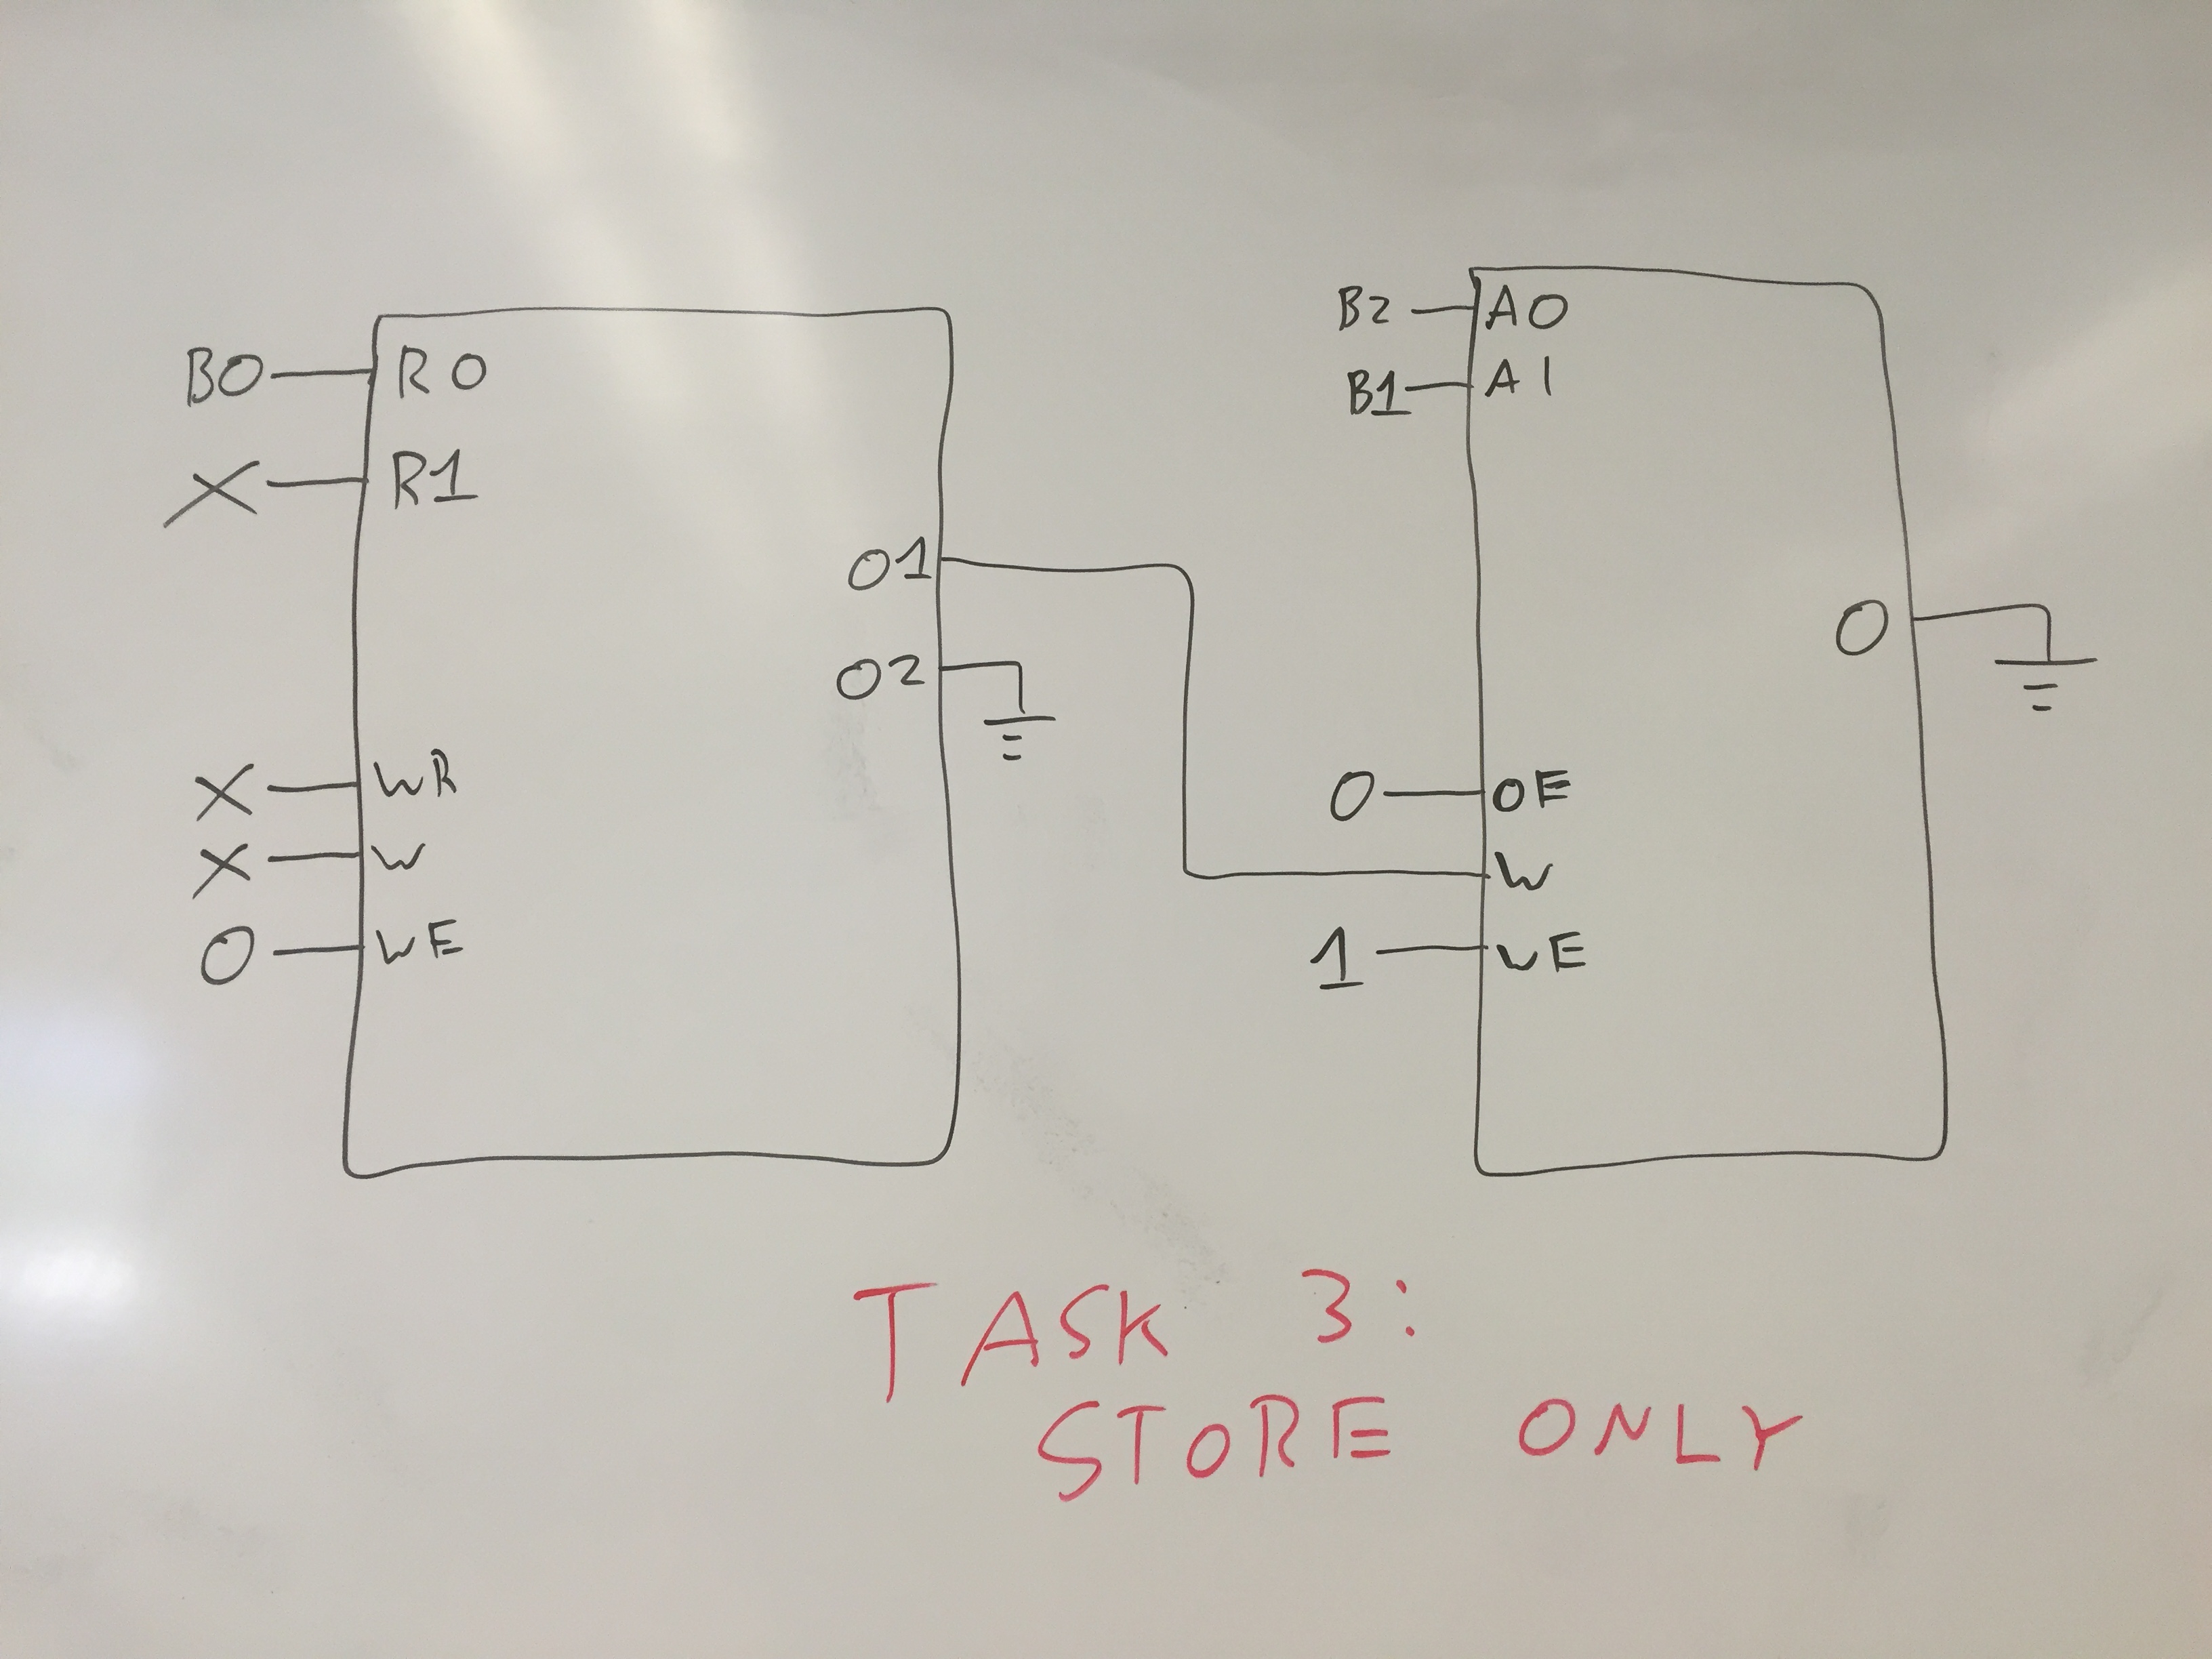 B0 R0
X R1
O1
O2
X WR
X W
0 WE
B2 A0
B1 A1
O
0 OE
W
1 WE
TASK 3:
STORE ONLY